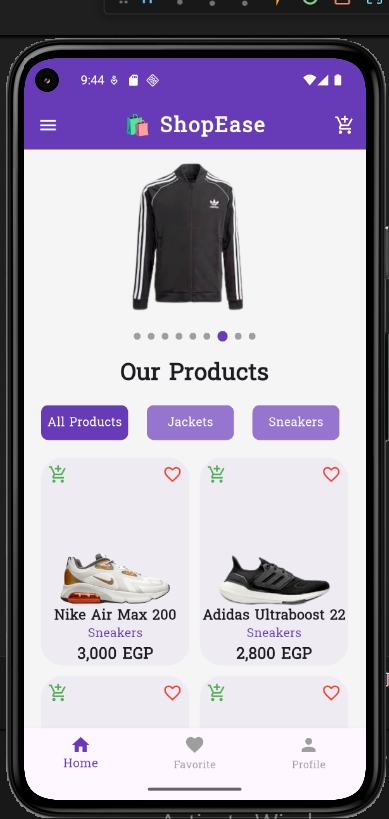 9:44
🛍️ ShopEase
Our Products
All Products
Jackets
Sneakers
Nike Air Max 200
Sneakers
3,000 EGP
Adidas Ultraboost 22
Sneakers
2,800 EGP
Home
Favorite
Profile